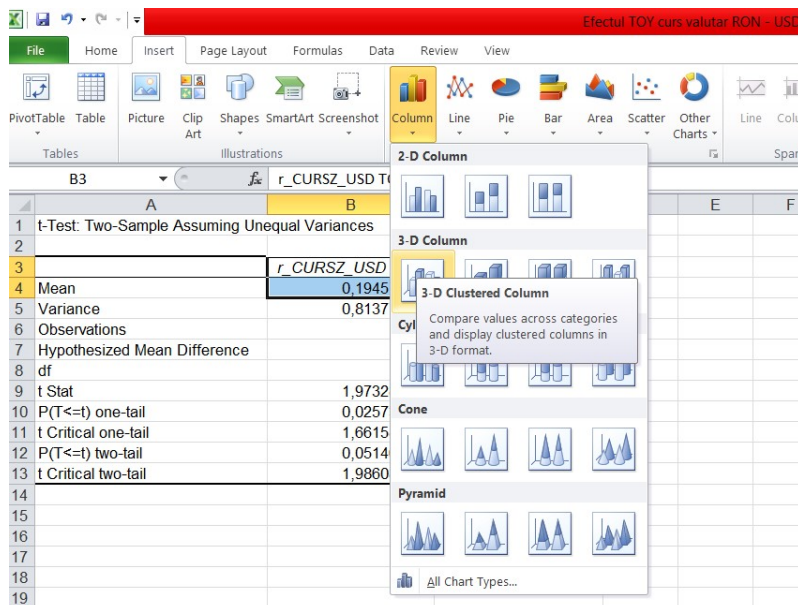 Efectul TOY curs valutar RON - USD
File Home Insert Page Layout Formulas Data Review View
PivotTable Table Picture Clip Art Shapes SmartArt Screenshot Column Line Pie Bar Area Scatter Other Charts Line
Tables Illustrations
B3 fx r_CURSZ_USD
A B E F
1 t-Test: Two-Sample Assuming Unequal Variances
2
3 r_CURSZ_USD
4 Mean 0,1945
5 Variance 0,8137
6 Observations
7 Hypothesized Mean Difference
8 df
9 t Stat 1,9732
10 P(T<=t) one-tail 0,0257
11 t Critical one-tail 1,6615
12 P(T<=t) two-tail 0,0514
13 t Critical two-tail 1,9860
14
15
16
17
18
19
2-D Column
3-D Column
3-D Clustered Column
Compare values across categories
and display clustered columns in
3-D format.
Cone
Pyramid
All Chart Types...